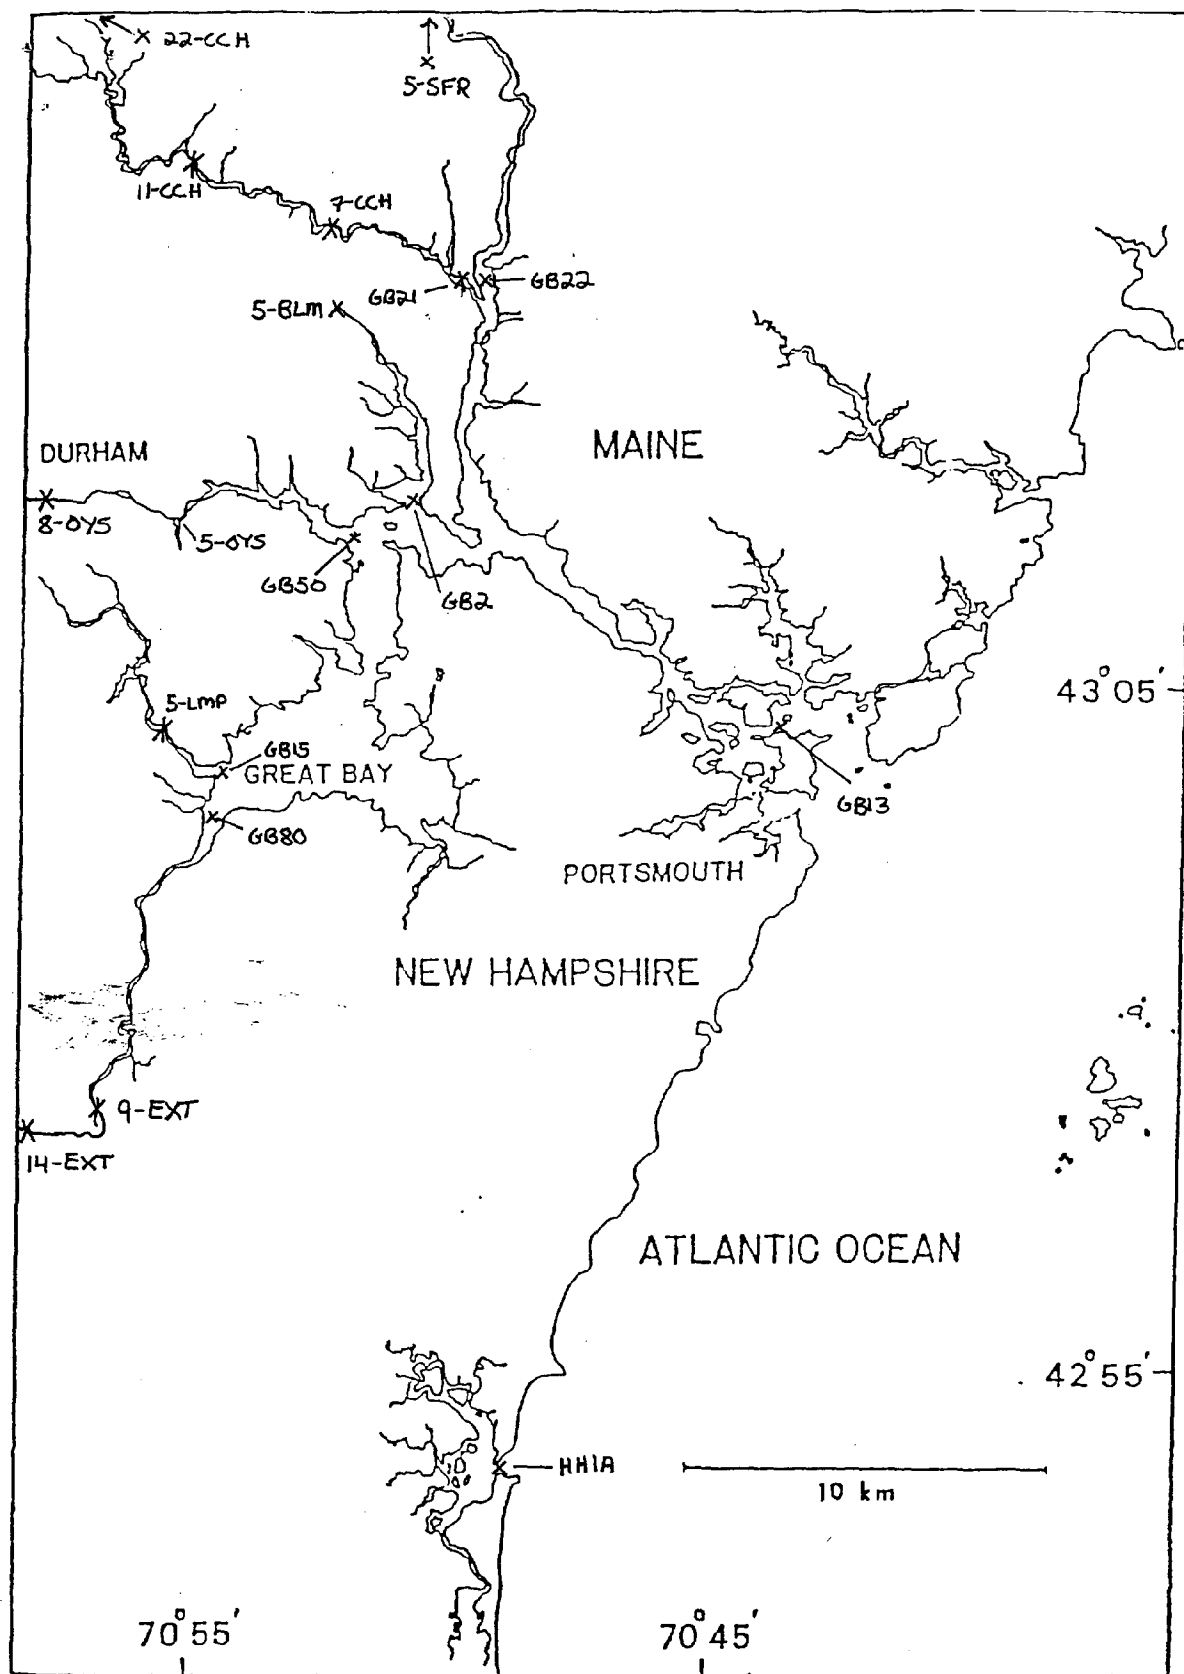 22-CCH
5-SFR
11-CCH
7-CCH
GB21
GB22
5-BLM
MAINE
DURHAM
8-OYS
5-OYS
GB50
GB2
43°05'
5-LMP
GB15
GREAT BAY
GB13
GB80
PORTSMOUTH
NEW HAMPSHIRE
9-EXT
14-EXT
ATLANTIC OCEAN
42°55'
HH1A
10 km
70°55'
70°45'